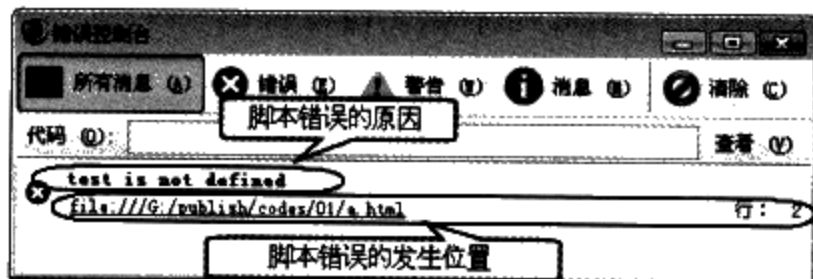 错误控制台
所有消息 (A) 错误 (E) 警告 (W) 消息 (M) 清除 (C)
脚本错误的原因
代码 (O): 查看 (V)
test is not defined
file:///G:/publish/codes/01/a.html 行: 2
脚本错误的发生位置